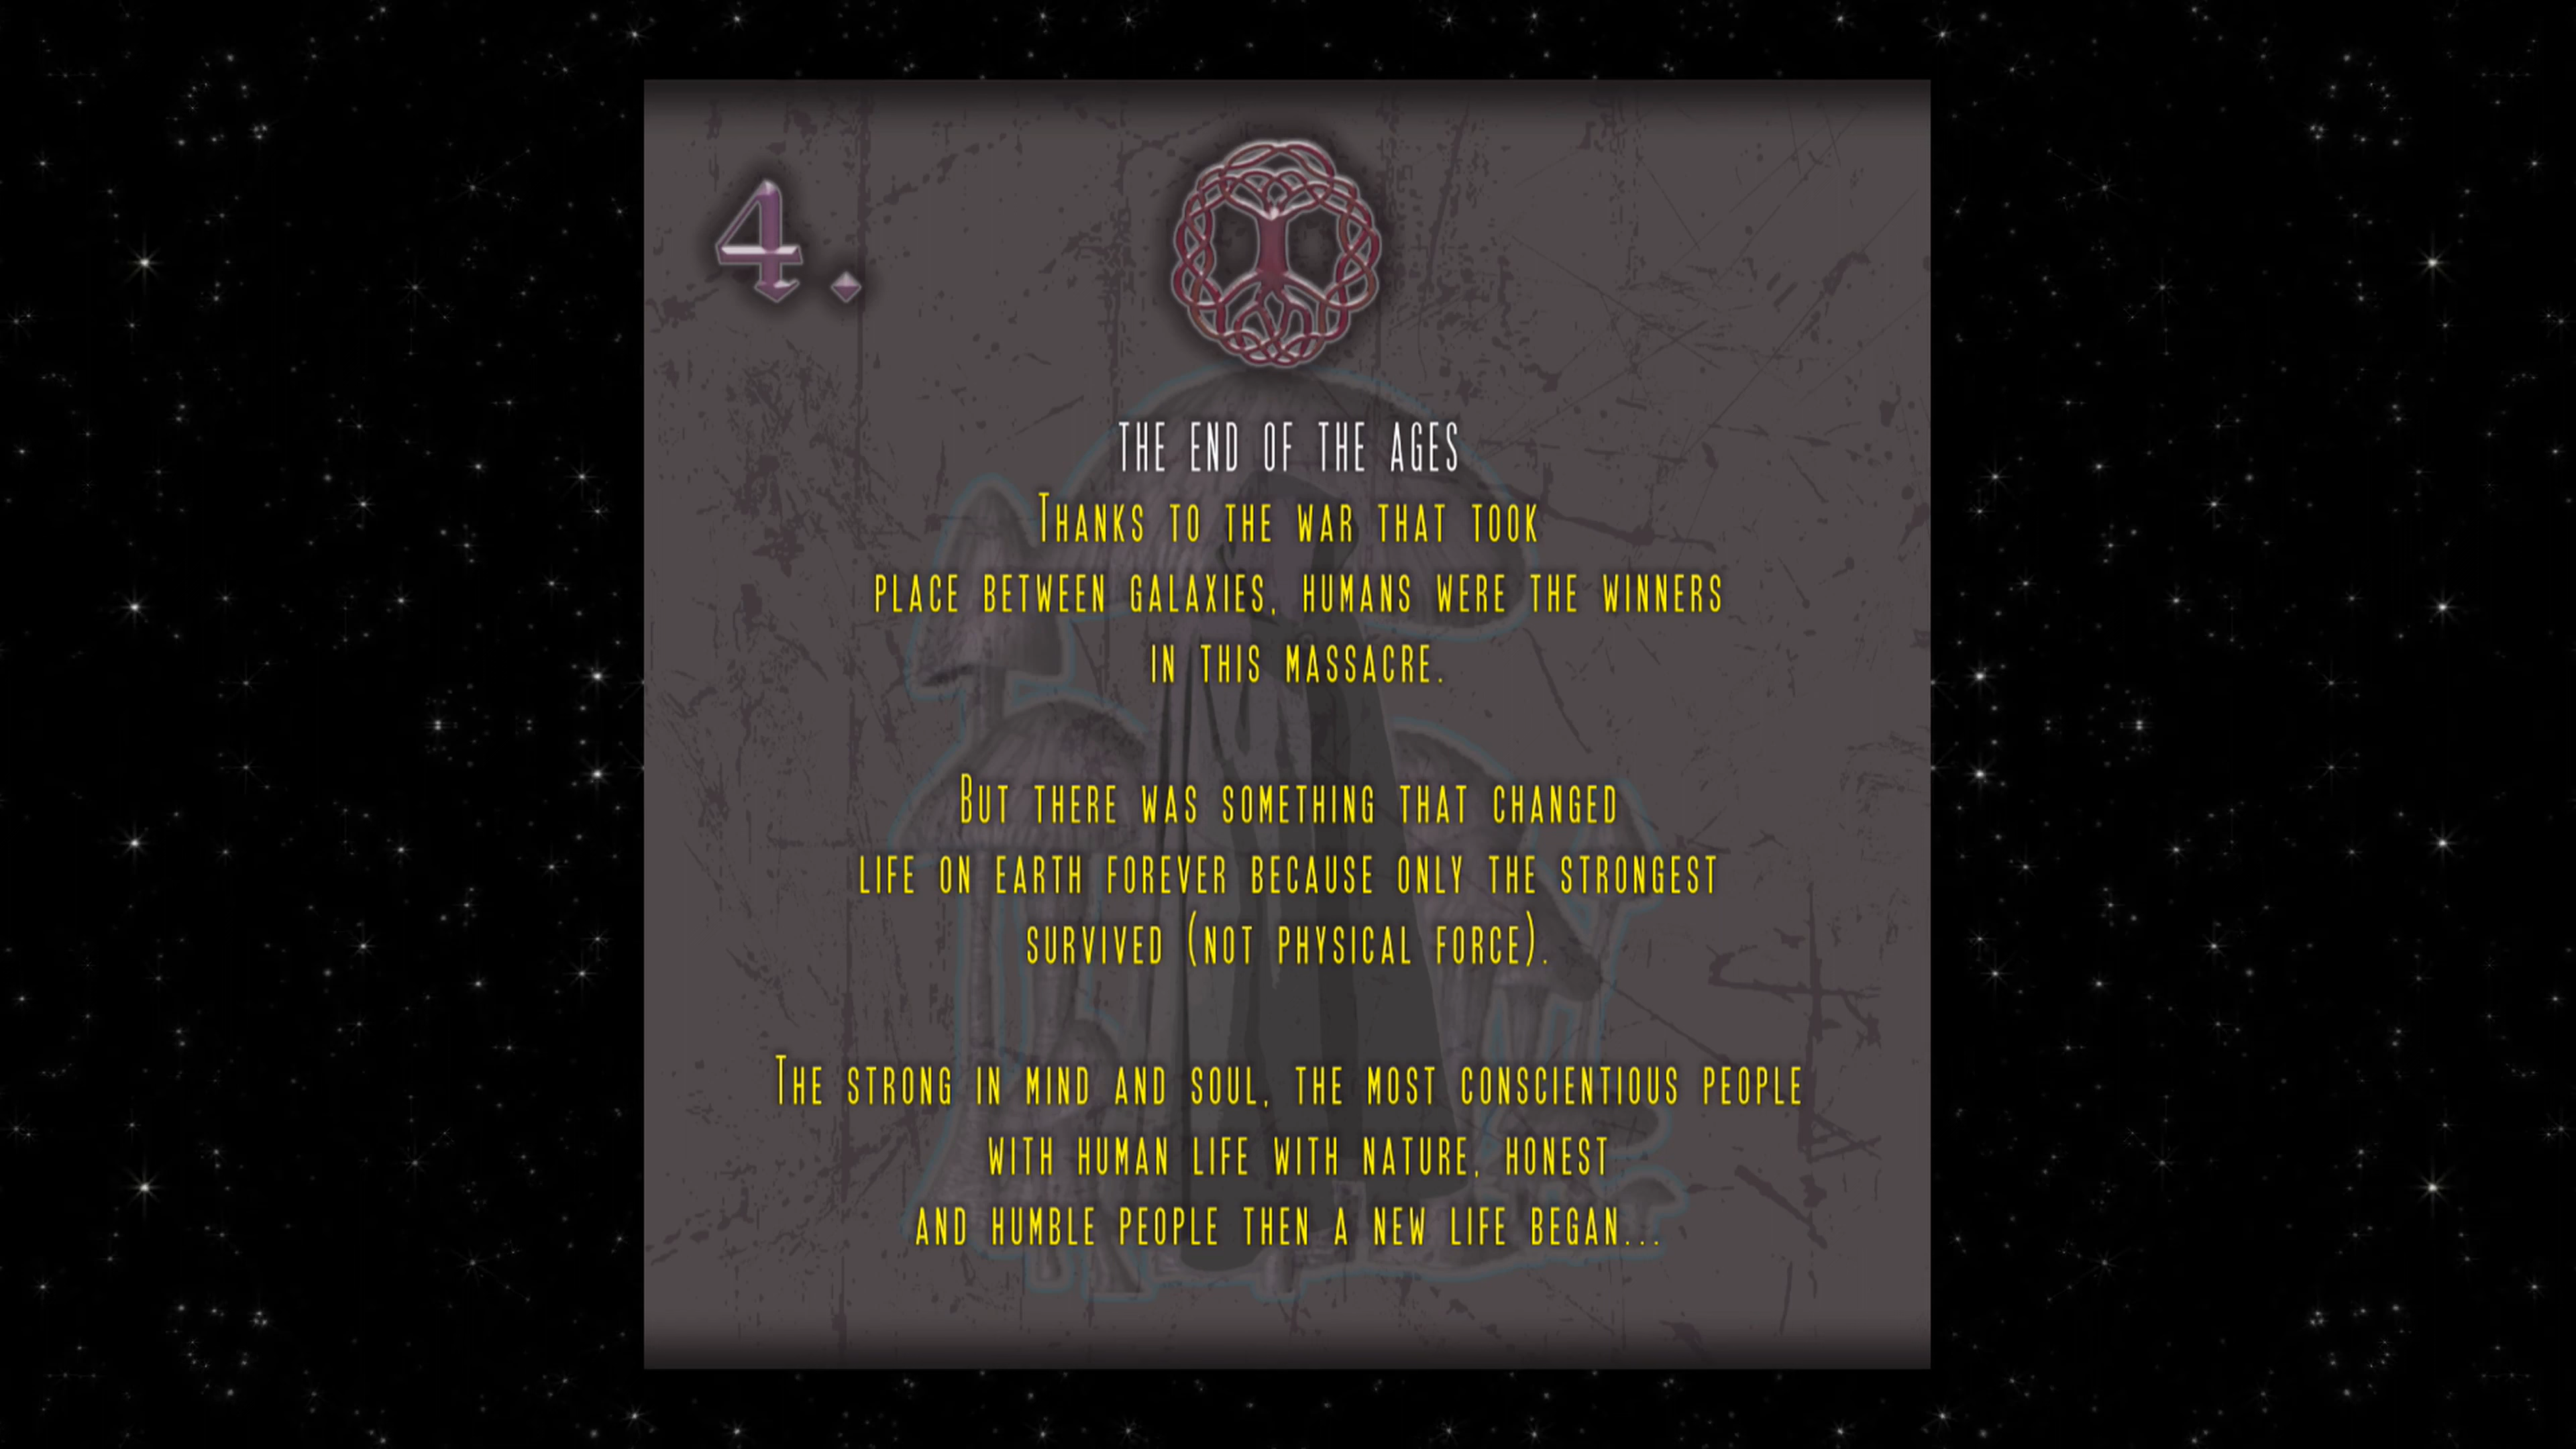 4.
THE END OF THE AGES
THANKS TO THE WAR THAT TOOK
PLACE BETWEEN GALAXIES, HUMANS WERE THE WINNERS
IN THIS MASSACRE.
BUT THERE WAS SOMETHING THAT CHANGED
LIFE ON EARTH FOREVER BECAUSE ONLY THE STRONGEST
SURVIVED (NOT PHYSICAL FORCE).
THE STRONG IN MIND AND SOUL, THE MOST CONSCIENTIOUS PEOPLE
WITH HUMAN LIFE WITH NATURE, HONEST
AND HUMBLE PEOPLE THEN A NEW LIFE BEGAN...